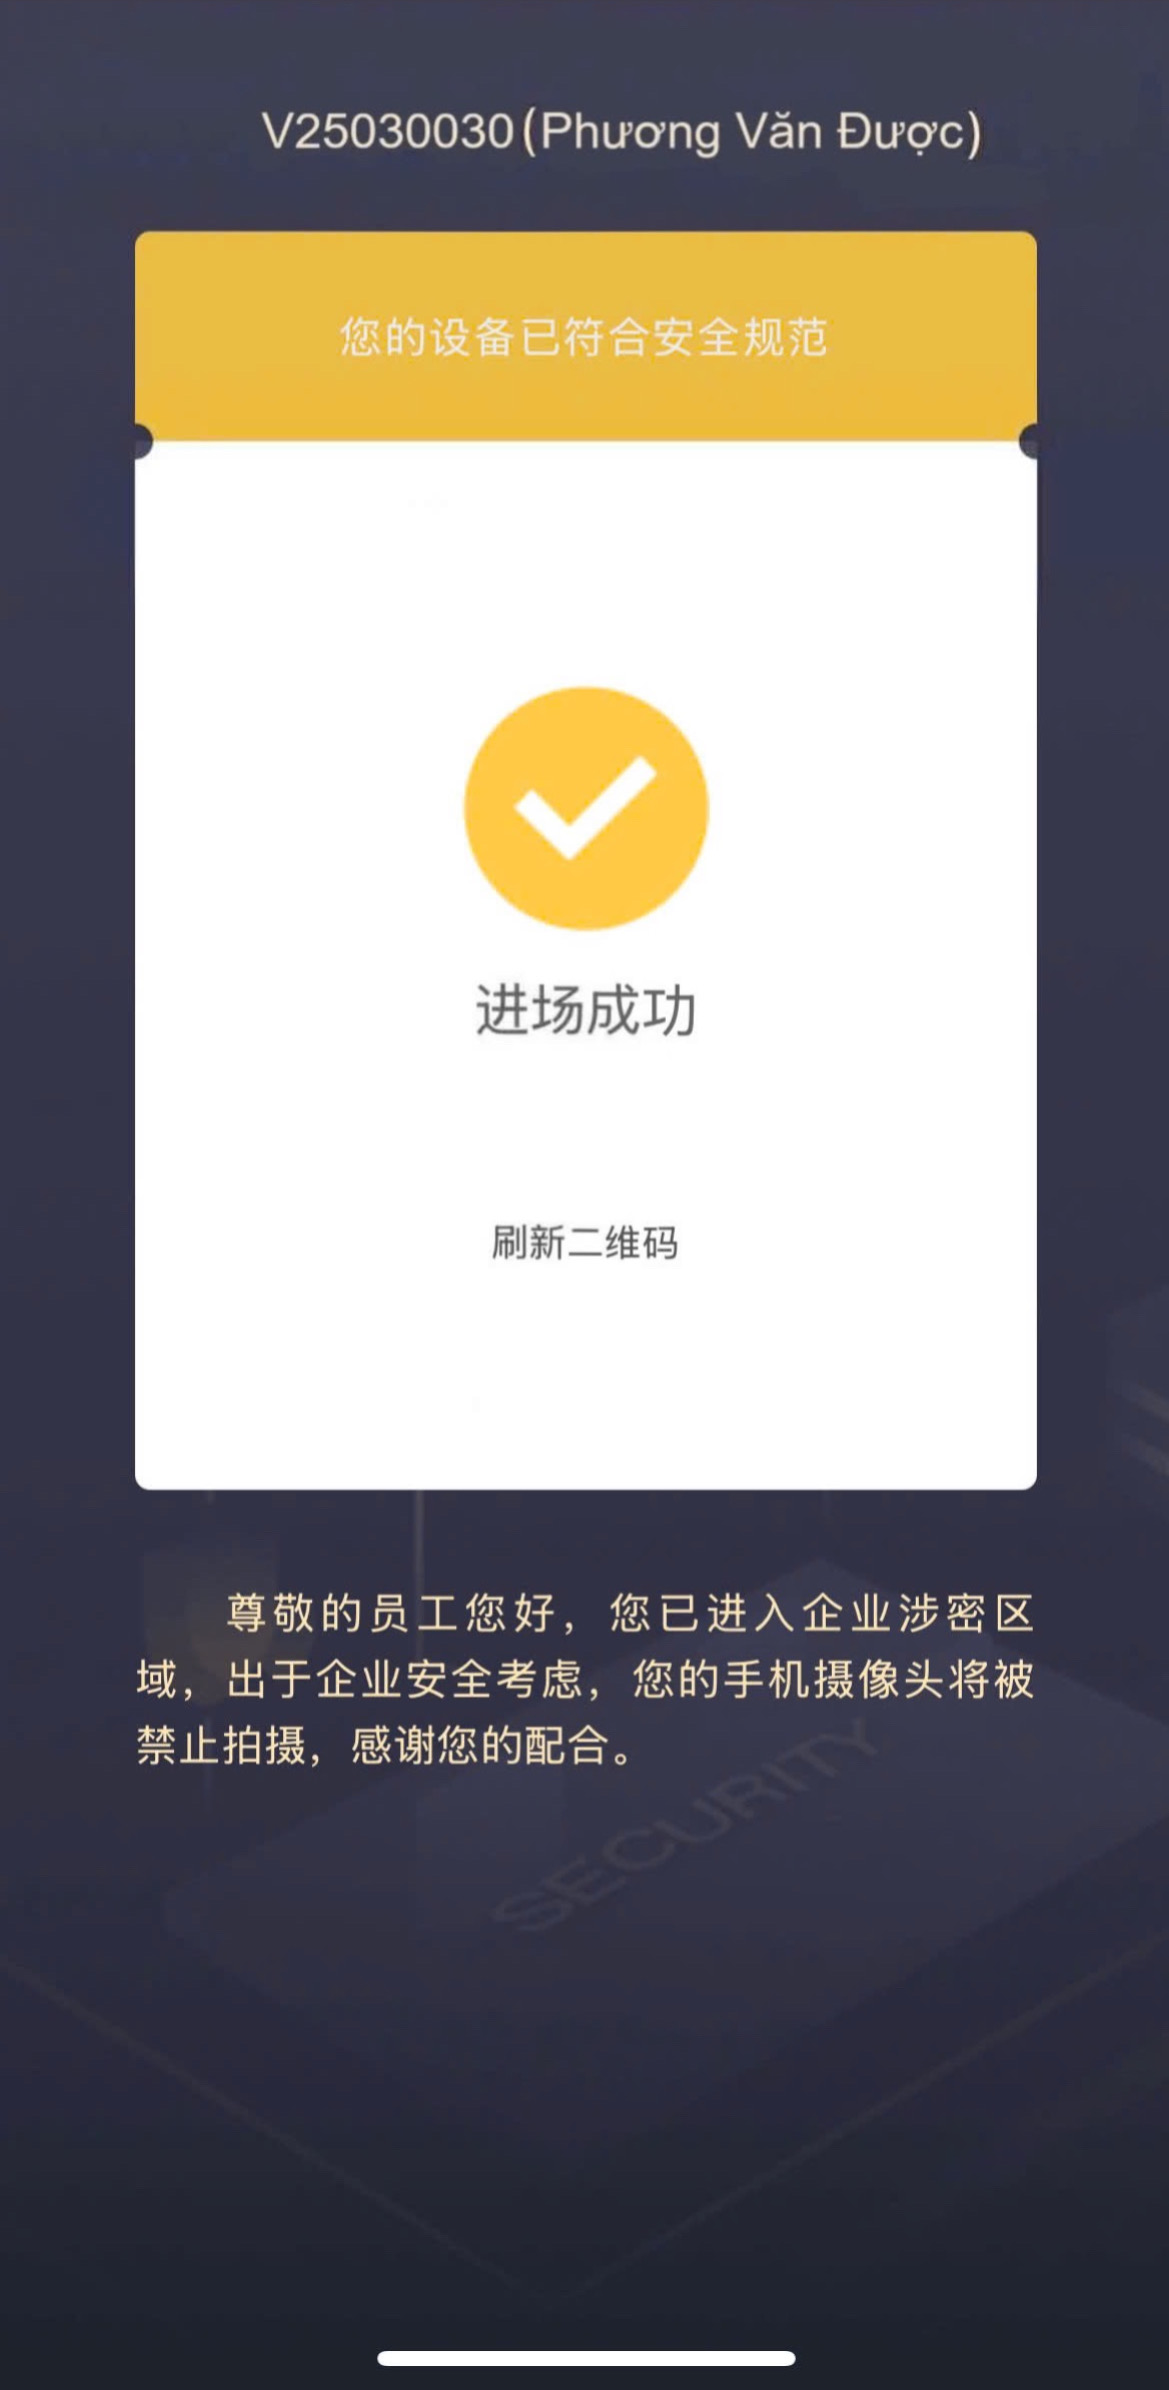 V25030030(Phương Văn Được)
您的设备已符合安全规范
进场成功
刷新二维码
尊敬的员工您好，您已进入企业涉密区
域，出于企业安全考虑，您的手机摄像头将被
禁止拍摄，感谢您的配合。
SECURITY